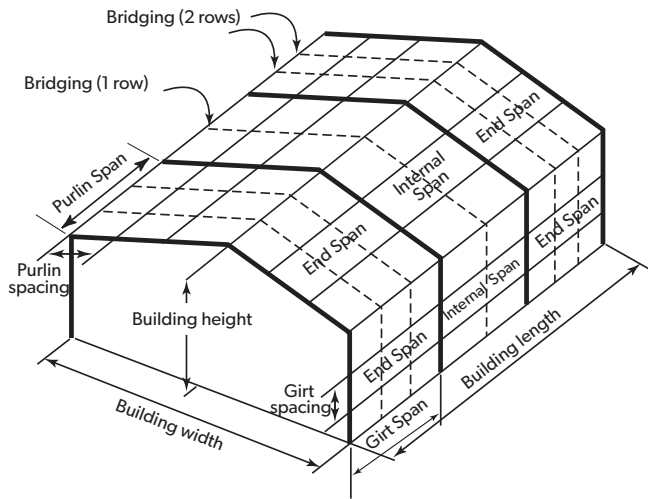 Bridging (2 rows)
Bridging (1 row)
Purlin Span
End Span
Internal
Span
End Span
Purlin
spacing
End Span
Internal Span
Building height
End Span
Building length
Girt
spacing
Girt Span
Building width